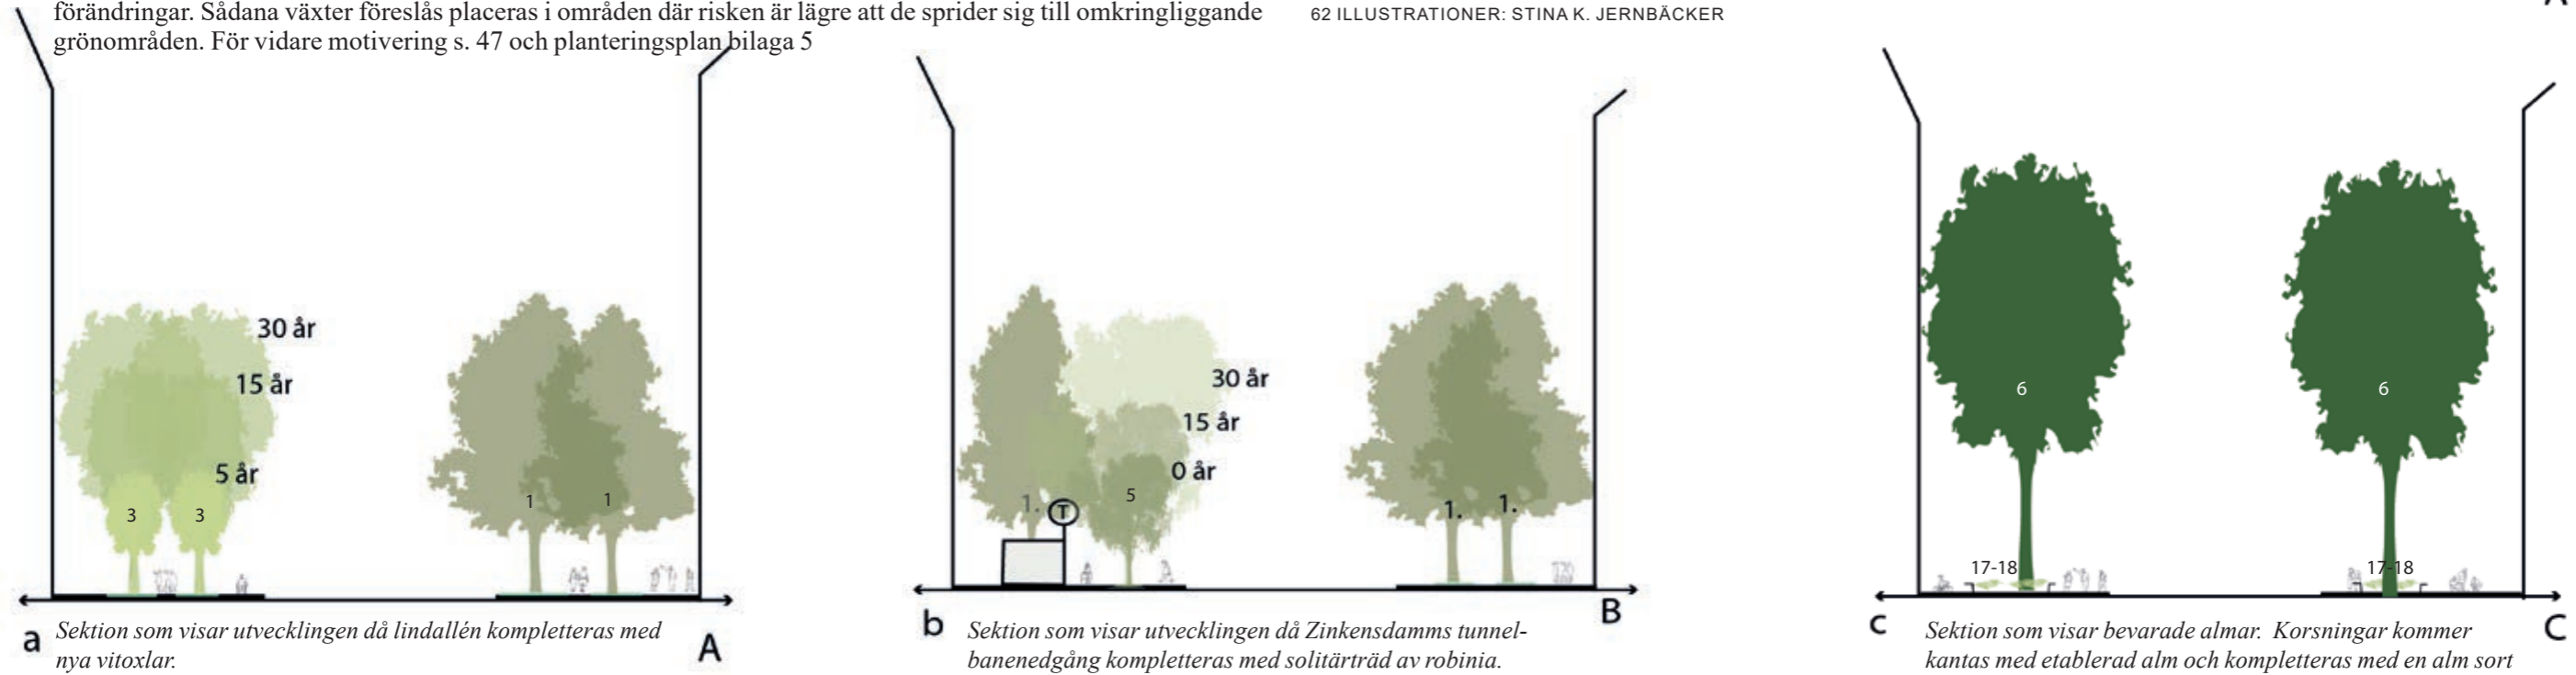 förändringar. Sådana växter föreslås placeras i områden där risken är lägre att de sprider sig till omkringliggande
grönområden. För vidare motivering s. 47 och planteringsplan bilaga 5
62 ILLUSTRATIONER: STINA K. JERNBÄCKER
30 år
15 år
5 år
3
3
1
1
a
A
Sektion som visar utvecklingen då lindallén kompletteras med
nya vitoxlar.
30 år
15 år
0 år
1.
T
5
1.
1.
b
B
Sektion som visar utvecklingen då Zinkensdamms tunnel-
banenedgång kompletteras med solitärträd av robinia.
6
6
17-18
17-18
c
C
Sektion som visar bevarade almar. Korsningar kommer
kantas med etablerad alm och kompletteras med en alm sort